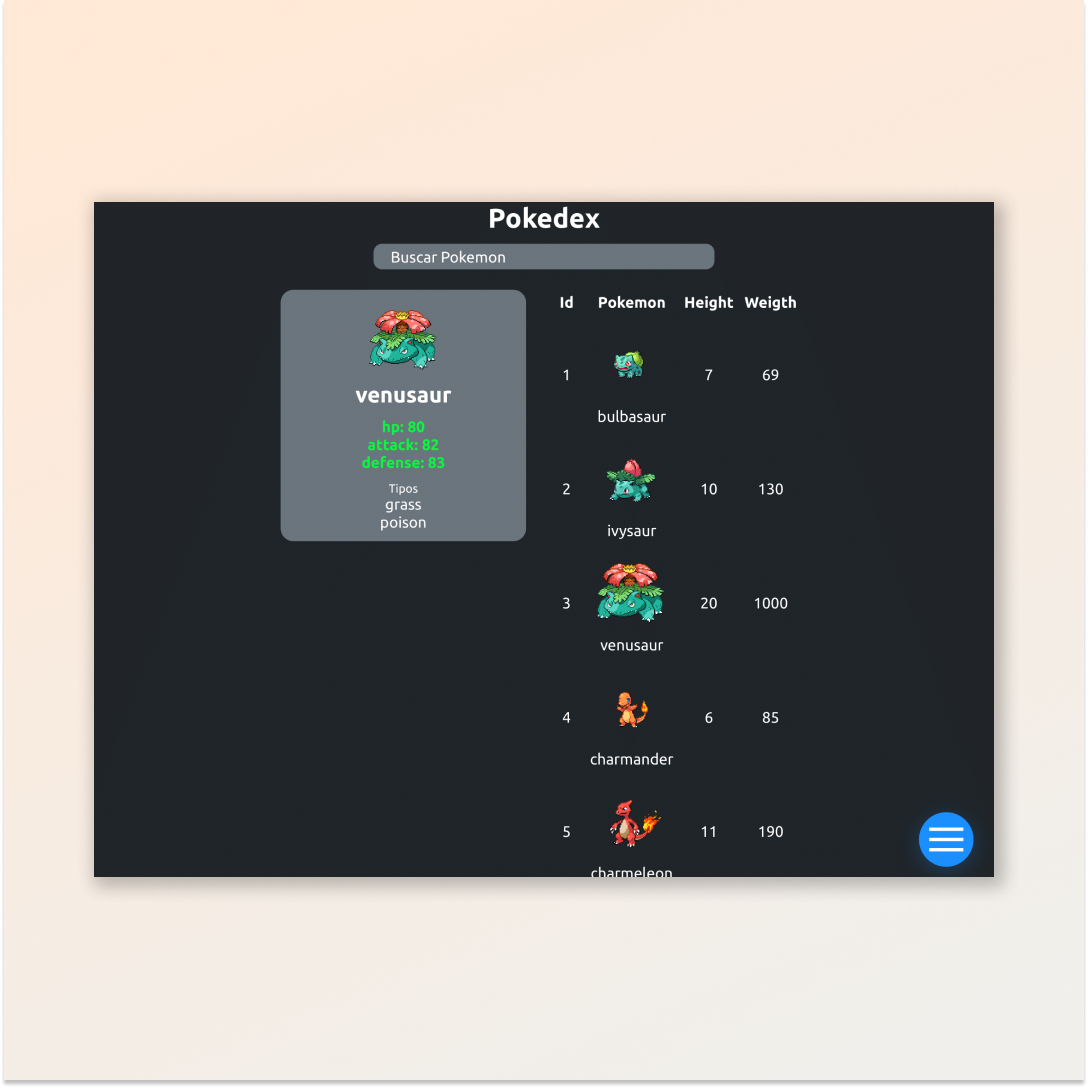 Pokedex
Buscar Pokemon
venusaur
hp: 80
attack: 82
defense: 83
Tipos
grass
poison
Id Pokemon Height Weigth
1 7 69
bulbasaur
2 10 130
ivysaur
3 20 1000
venusaur
4 6 85
charmander
5 11 190
charmeleon